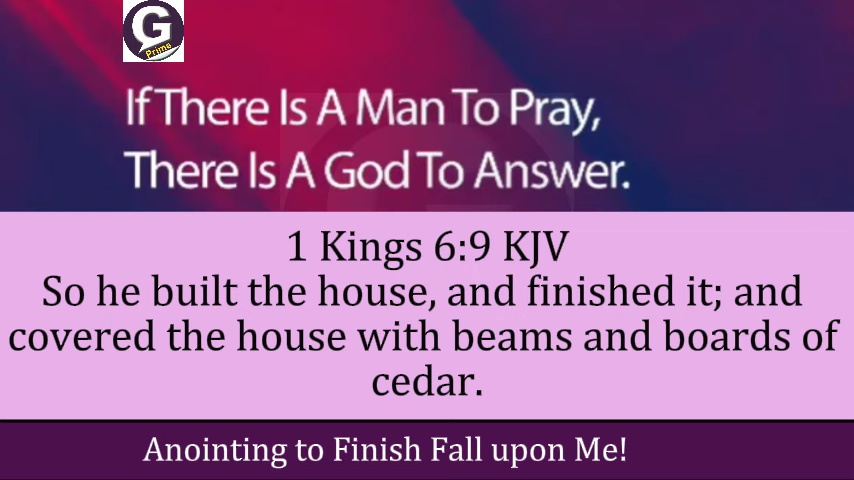 G
Prime
If There Is A Man To Pray,
There Is A God To Answer.
1 Kings 6:9 KJV
So he built the house, and finished it; and
covered the house with beams and boards of
cedar.
Anointing to Finish Fall upon Me!